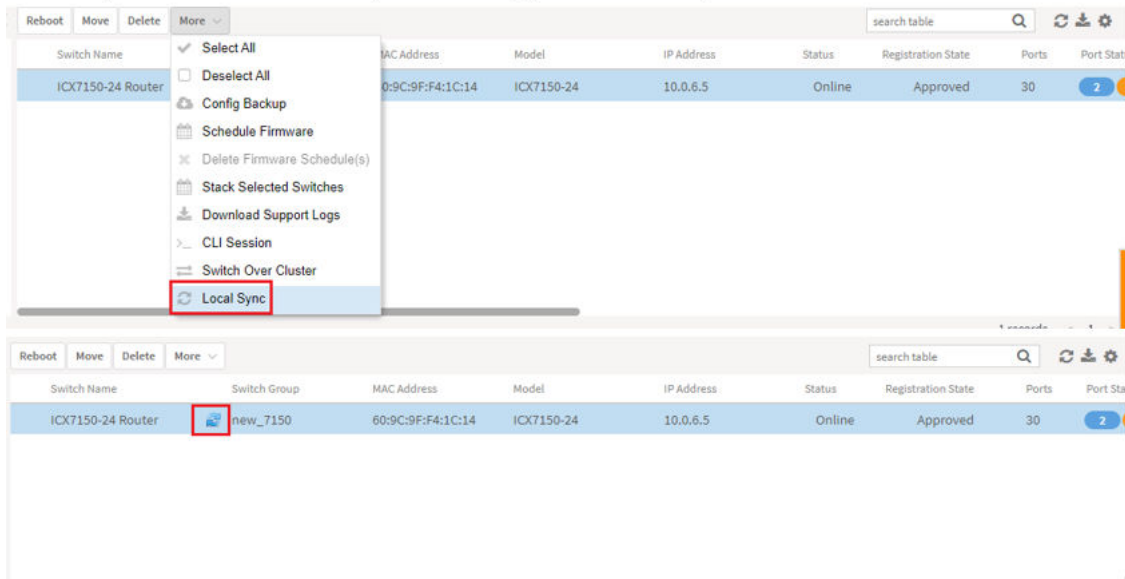 Reboot Move Delete More search table
Switch Name MAC Address Model IP Address Status Registration State Ports Port Stat
ICX7150-24 Router 0:9C:9F:F4:1C:14 ICX7150-24 10.0.6.5 Online Approved 30 2
Select All
Deselect All
Config Backup
Schedule Firmware
Delete Firmware Schedule(s)
Stack Selected Switches
Download Support Logs
CLI Session
Switch Over Cluster
Local Sync
1 records 1
Reboot Move Delete More search table
Switch Name Switch Group MAC Address Model IP Address Status Registration State Ports Port Sta
ICX7150-24 Router new_7150 60:9C:9F:F4:1C:14 ICX7150-24 10.0.6.5 Online Approved 30 2